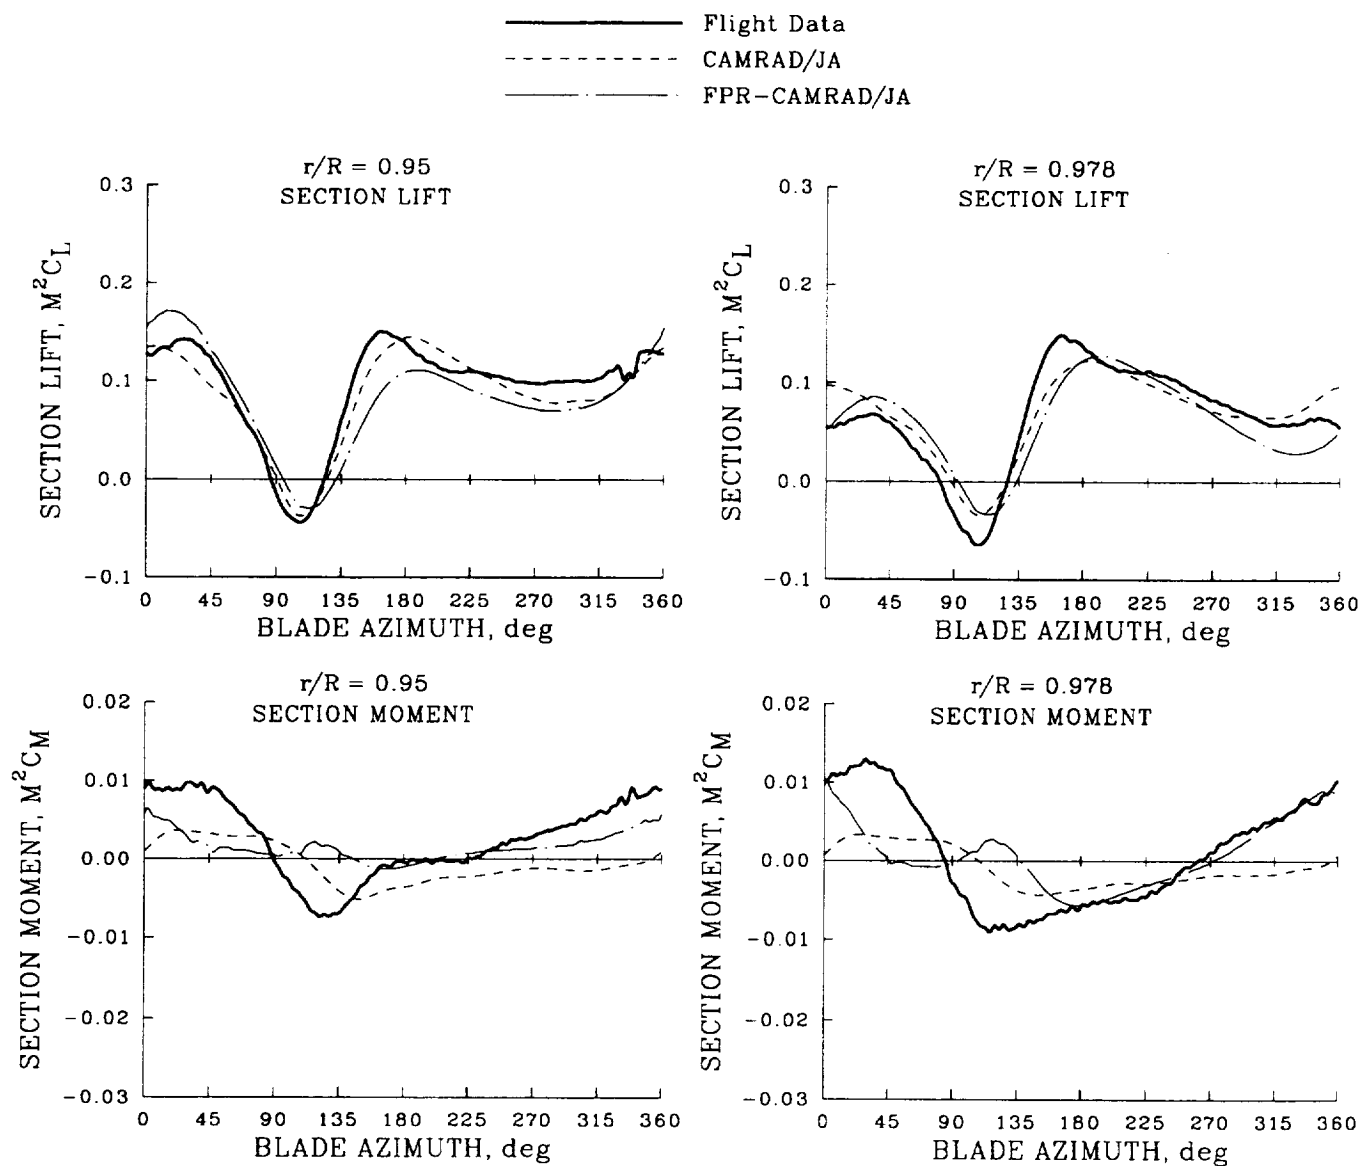 Flight Data
CAMRAD/JA
FPR-CAMRAD/JA
r/R = 0.95
SECTION LIFT
0.3
0.2
0.1
0.0
-0.1
SECTION LIFT, M²C_L
0 45 90 135 180 225 270 315 360
BLADE AZIMUTH, deg
r/R = 0.978
SECTION LIFT
0.3
0.2
0.1
0.0
-0.1
SECTION LIFT, M²C_L
0 45 90 135 180 225 270 315 360
BLADE AZIMUTH, deg
r/R = 0.95
SECTION MOMENT
0.02
0.01
0.00
-0.01
-0.02
-0.03
SECTION MOMENT, M²C_M
0 45 90 135 180 225 270 315 360
BLADE AZIMUTH, deg
r/R = 0.978
SECTION MOMENT
0.02
0.01
0.00
-0.01
-0.02
-0.03
SECTION MOMENT, M²C_M
0 45 90 135 180 225 270 315 360
BLADE AZIMUTH, deg